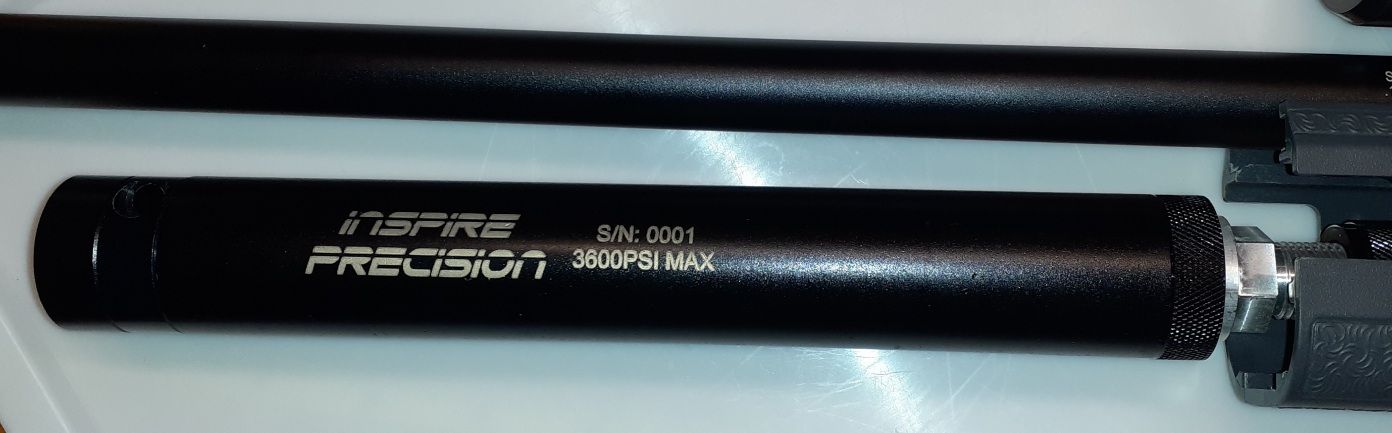 INSPIRE
PRECISION
S/N: 0001
3600PSI MAX